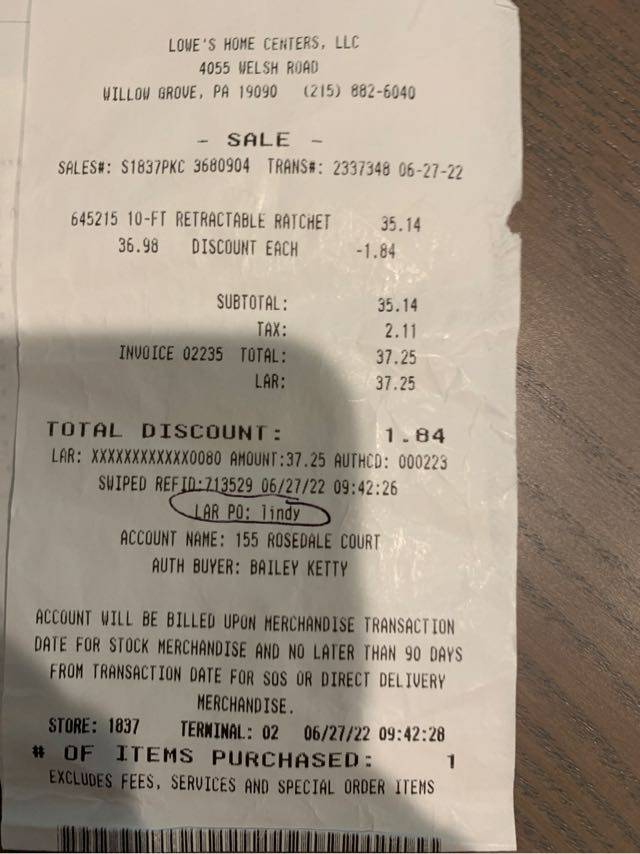 LOWE'S HOME CENTERS, LLC
4055 WELSH ROAD
WILLOW GROVE, PA 19090 (215) 882-6040
- SALE -
SALES#: S1837PKC 3680904 TRANS#: 2337348 06-27-22
645215 10-FT RETRACTABLE RATCHET 35.14
36.98 DISCOUNT EACH -1.84
SUBTOTAL: 35.14
TAX: 2.11
INVOICE 02235 TOTAL: 37.25
LAR: 37.25
TOTAL DISCOUNT: 1.84
LAR: XXXXXXXXXXXX0080 AMOUNT:37.25 AUTHCD: 000223
SWIPED REFID:713529 06/27/22 09:42:26
LAR PO: lindy
ACCOUNT NAME: 155 ROSEDALE COURT
AUTH BUYER: BAILEY KETTY
ACCOUNT WILL BE BILLED UPON MERCHANDISE TRANSACTION
DATE FOR STOCK MERCHANDISE AND NO LATER THAN 90 DAYS
FROM TRANSACTION DATE FOR SOS OR DIRECT DELIVERY
MERCHANDISE.
STORE: 1837 TERMINAL: 02 06/27/22 09:42:28
# OF ITEMS PURCHASED: 1
EXCLUDES FEES, SERVICES AND SPECIAL ORDER ITEMS